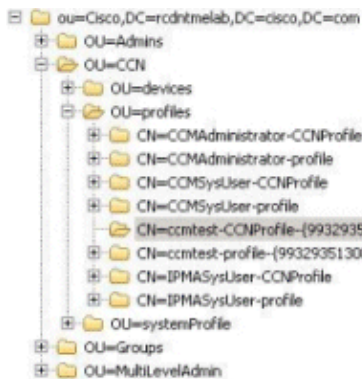 ou=Cisco,DC=rcdntmelab,DC=cisco,DC=com
OU=Admins
OU=CCN
OU=devices
OU=profiles
CN=CCMAdministrator-CCNProfile
CN=CCMAdministrator-profile
CN=CCMSysUser-CCNProfile
CN=CCMSysUser-profile
CN=ccmtest-CCNProfile-{9932935
CN=ccmtest-profile-{9932935130
CN=IPMASysUser-CCNProfile
CN=IPMASysUser-profile
OU=systemProfile
OU=Groups
OU=MultiLevelAdmin